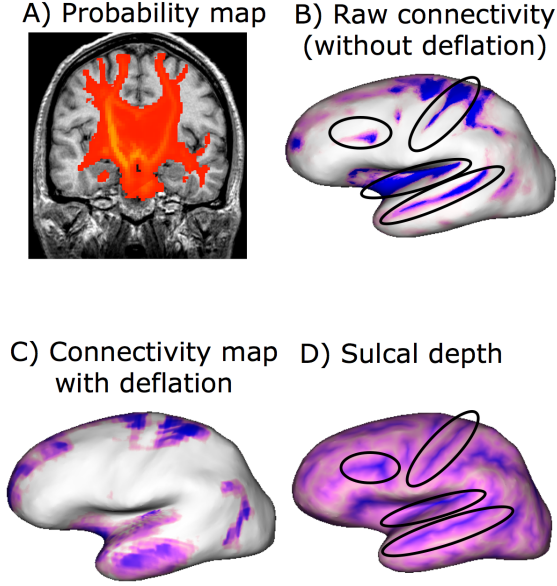 A) Probability map
B) Raw connectivity
(without deflation)
L
C) Connectivity map
with deflation
D) Sulcal depth